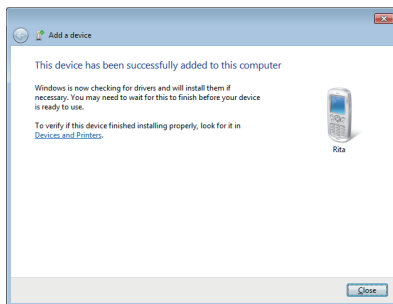 Add a device
This device has been successfully added to this computer
Windows is now checking for drivers and will install them if
necessary. You may need to wait for this to finish before your device
is ready to use.
To verify if this device finished installing properly, look for it in
Devices and Printers.
Rita
Close